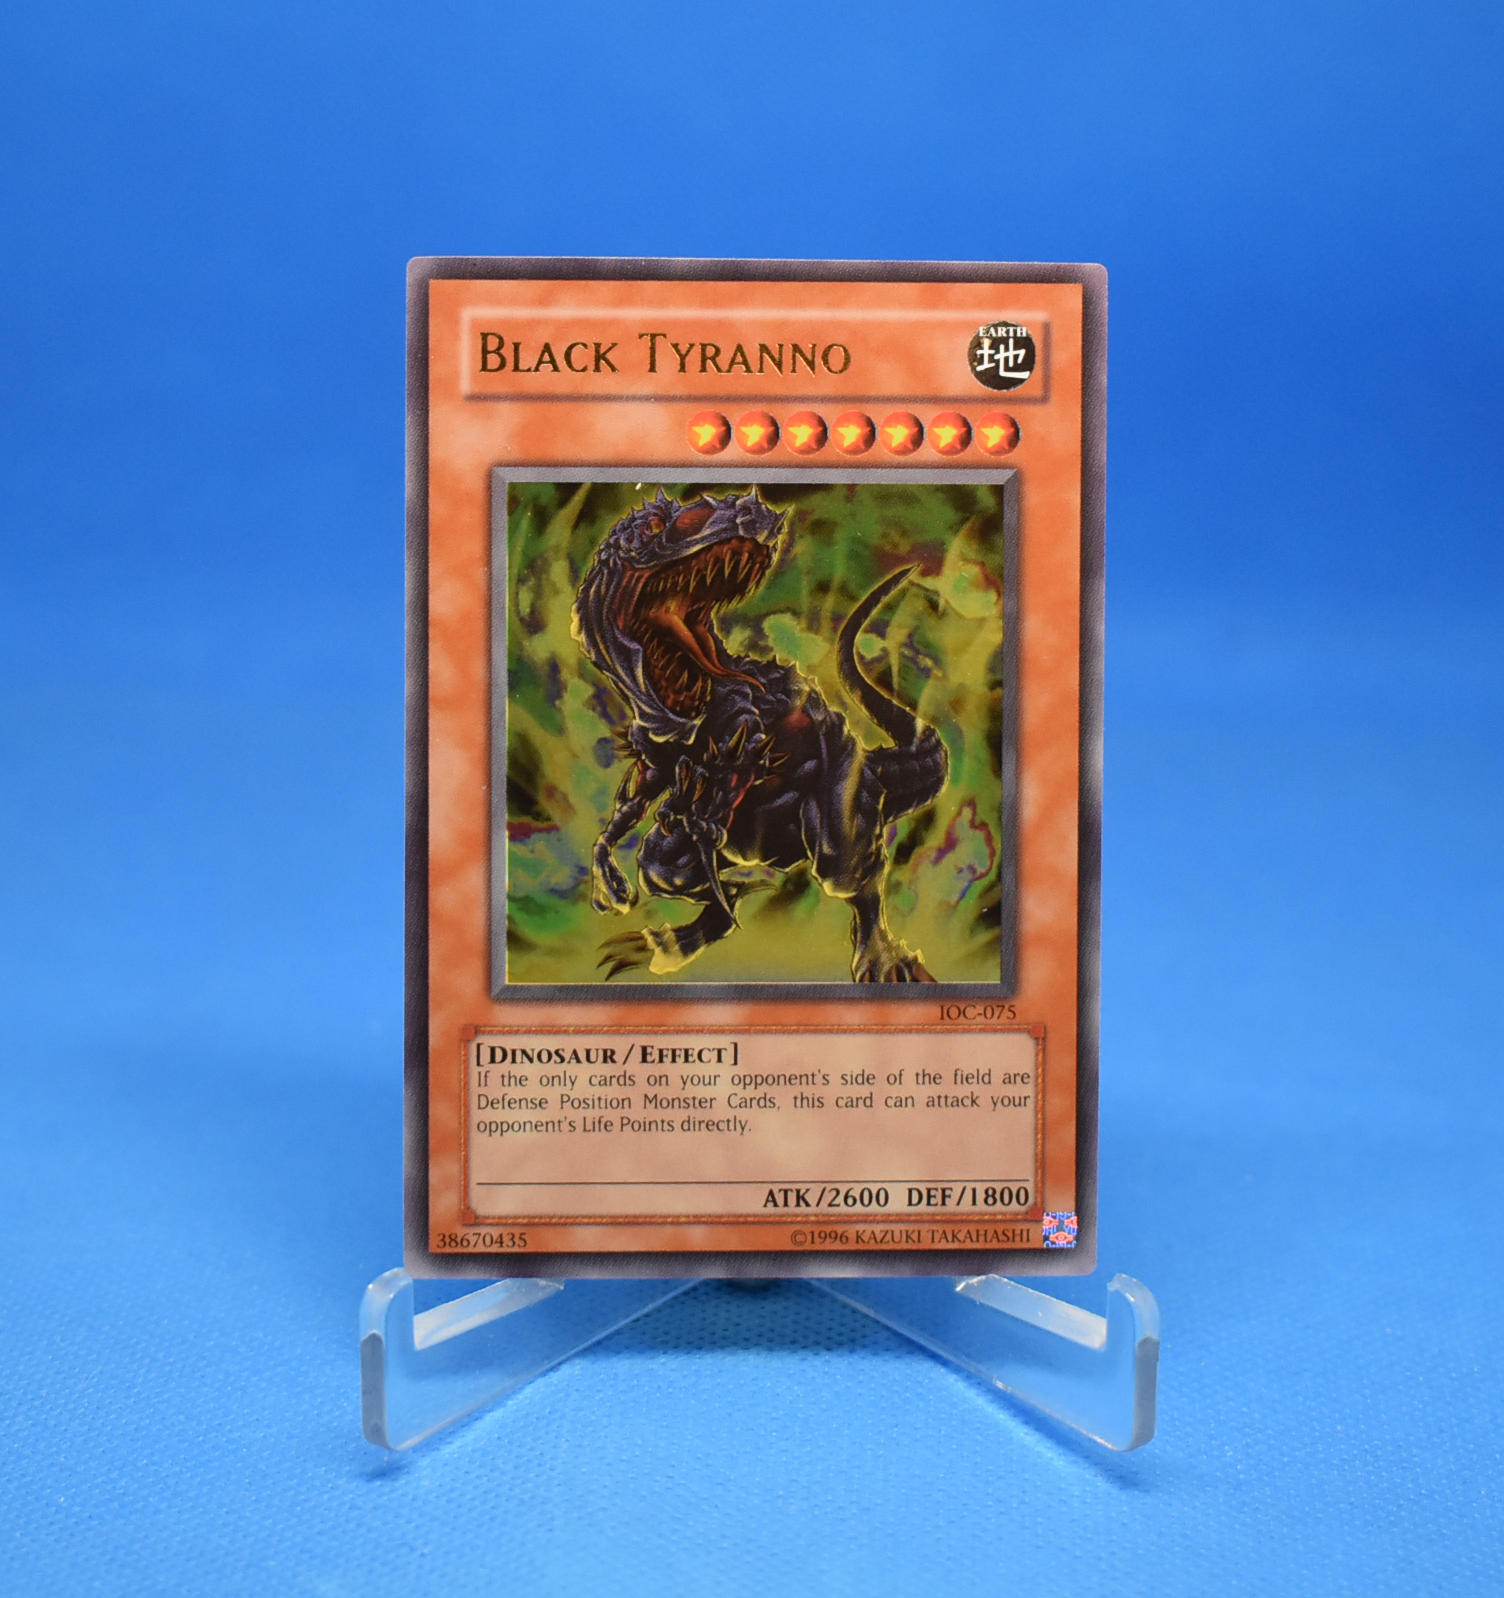 BLACK TYRANNO
EARTH
地
IOC-075
[DINOSAUR/EFFECT]
If the only cards on your opponent's side of the field are
Defense Position Monster Cards, this card can attack your
opponent's Life Points directly.
ATK/2600 DEF/1800
38670435
©1996 KAZUKI TAKAHASHI